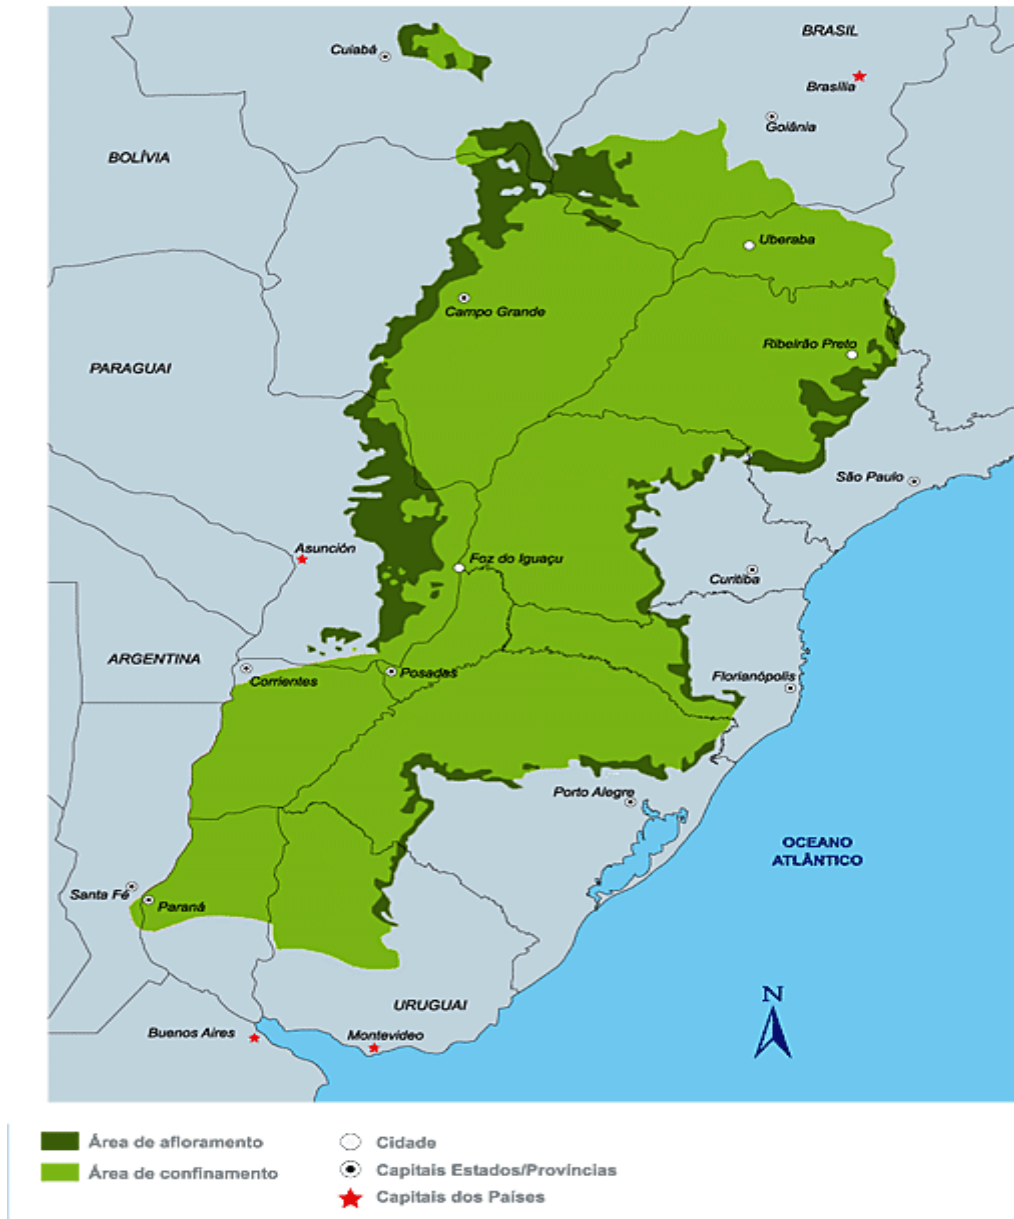 BRASIL
Cuiabá
Brasília
Goiânia
BOLÍVIA
Uberaba
Campo Grande
Ribeirão Preto
PARAGUAI
São Paulo
Asunción
Foz do Iguaçu
Curitiba
ARGENTINA
Corrientes
Posadas
Florianópolis
Porto Alegre
OCEANO
ATLÂNTICO
Santa Fé
Paraná
N
URUGUAI
Buenos Aires
Montevideo
Área de afloramento
Cidade
Área de confinamento
Capitais Estados/Províncias
Capitais dos Países